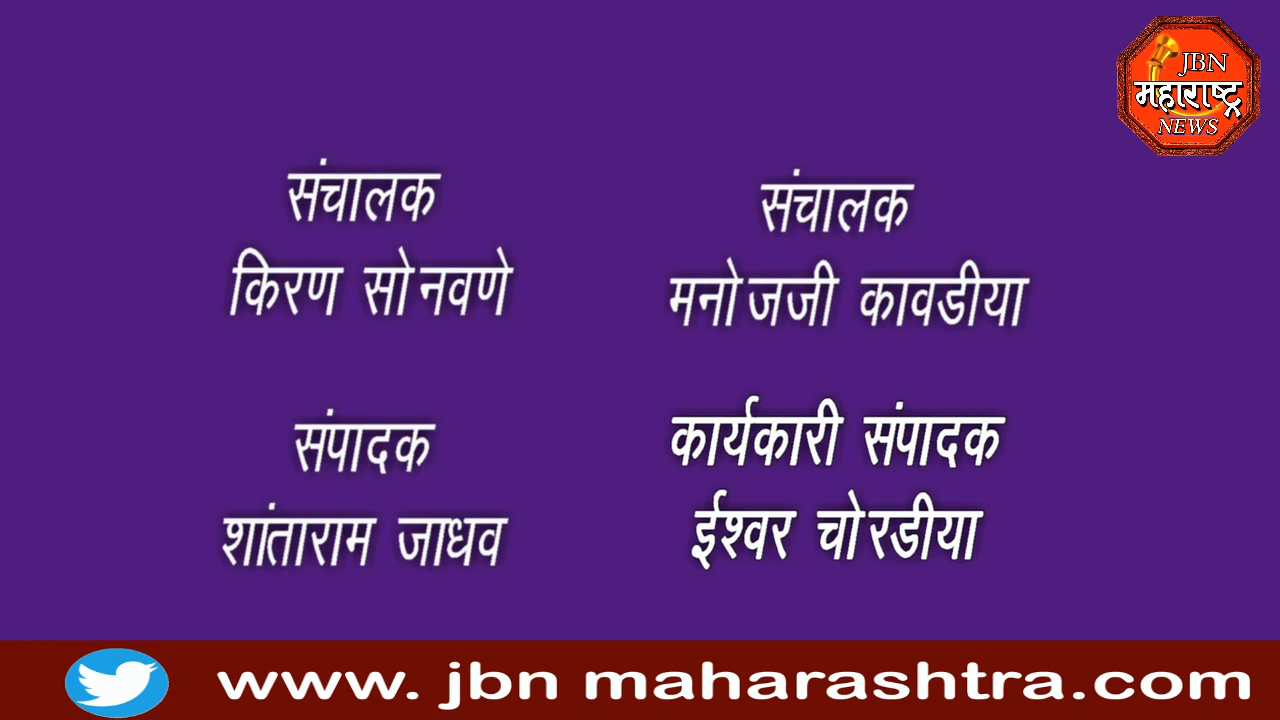 JBN
महाराष्ट्र
NEWS
संचालक
किरण सोनवणे
संचालक
मनोजजी कावडीया
संपादक
शांताराम जाधव
कार्यकारी संपादक
ईश्वर चोरडीया
www. jbn maharashtra.com